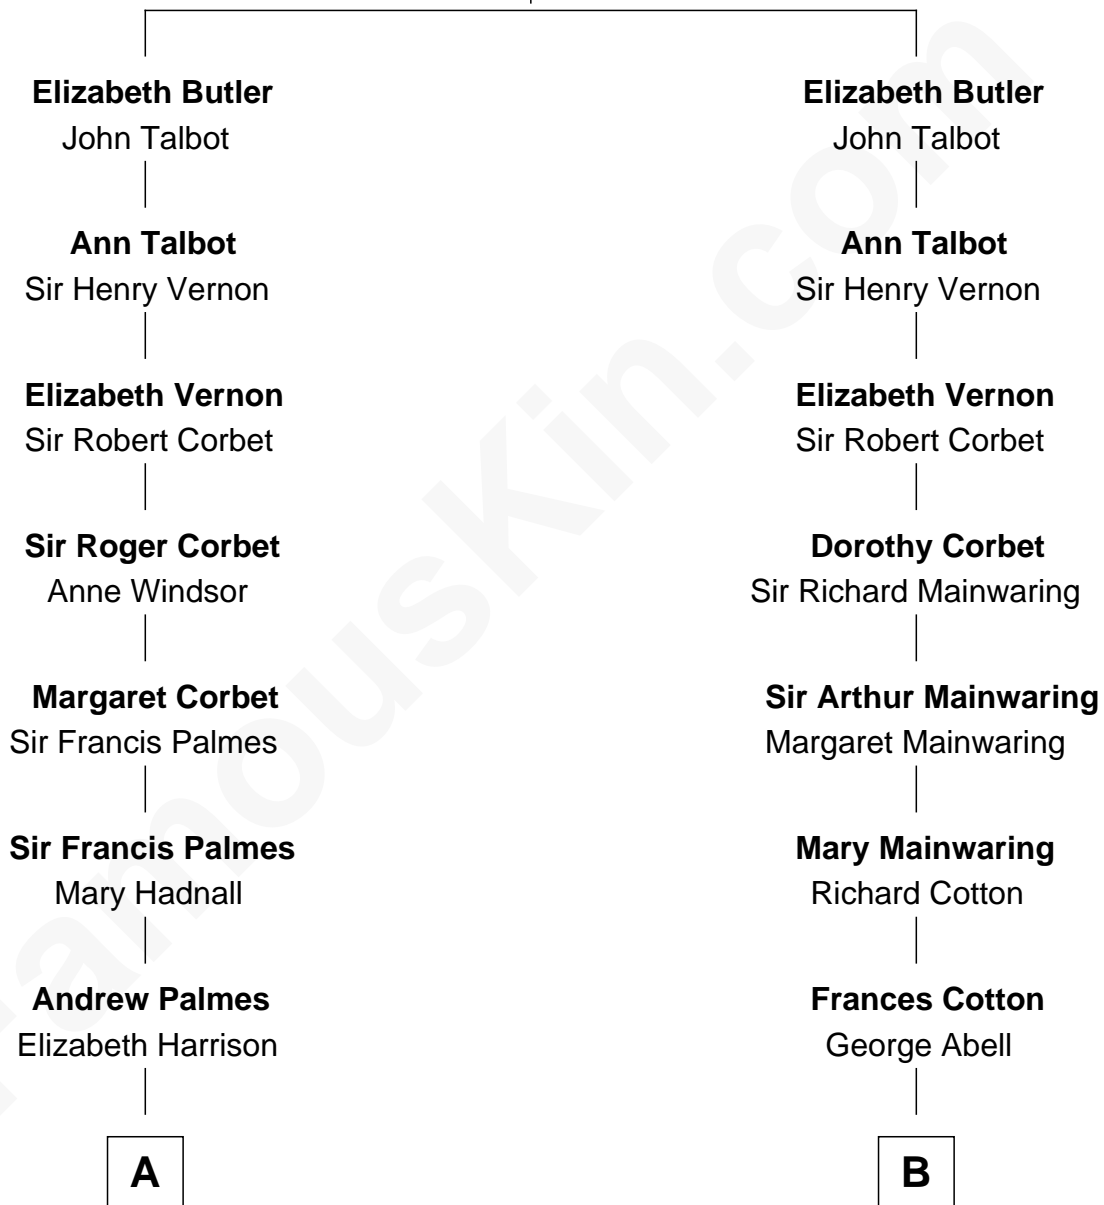 Elizabeth Butler
John Talbot
Ann Talbot
Sir Henry Vernon
Elizabeth Vernon
Sir Robert Corbet
Sir Roger Corbet
Anne Windsor
Margaret Corbet
Sir Francis Palmes
Sir Francis Palmes
Mary Hadnall
Andrew Palmes
Elizabeth Harrison
A
Elizabeth Butler
John Talbot
Ann Talbot
Sir Henry Vernon
Elizabeth Vernon
Sir Robert Corbet
Dorothy Corbet
Sir Richard Mainwaring
Sir Arthur Mainwaring
Margaret Mainwaring
Mary Mainwaring
Richard Cotton
Frances Cotton
George Abell
B
FamousKin.com